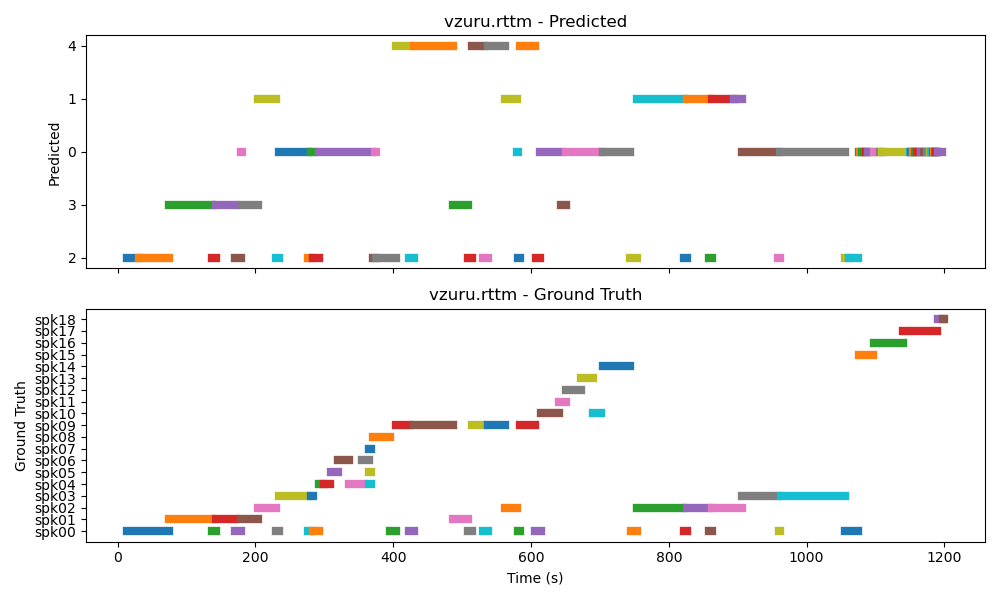 vzuru.rttm - Predicted
Predicted
4
1
0
3
2
vzuru.rttm - Ground Truth
Ground Truth
spk18
spk17
spk16
spk15
spk14
spk13
spk12
spk11
spk10
spk09
spk08
spk07
spk06
spk05
spk04
spk03
spk02
spk01
spk00
0 200 400 600 800 1000 1200
Time (s)